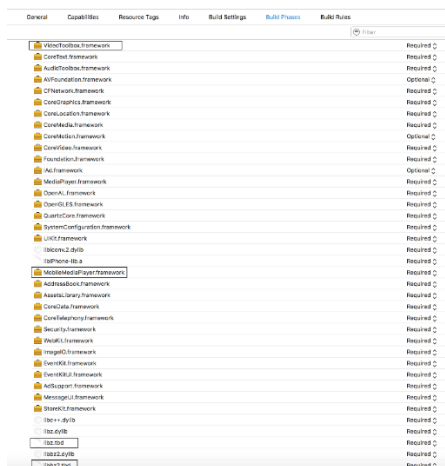 General Capabilities Resource Tags Info Build Settings Build Phases Build Rules
Filter
VideoToolbox.framework Required
CoreText.framework Required
AudioToolbox.framework Required
AVFoundation.framework Optional
CFNetwork.framework Required
CoreGraphics.framework Required
CoreLocation.framework Required
CoreMedia.framework Required
CoreMotion.framework Optional
CoreVideo.framework Required
Foundation.framework Required
iAd.framework Optional
MediaPlayer.framework Required
OpenAL.framework Required
OpenGLES.framework Required
QuartzCore.framework Required
SystemConfiguration.framework Required
UIKit.framework Required
libiconv.2.dylib Required
libiPhone-lib.a Required
MobileMediaPlayer.framework Required
AddressBook.framework Required
AssetsLibrary.framework Required
CoreData.framework Required
CoreTelephony.framework Required
Security.framework Required
WebKit.framework Required
ImageIO.framework Required
EventKit.framework Required
EventKitUI.framework Required
AdSupport.framework Required
MessageUI.framework Required
StoreKit.framework Required
libc++.dylib Required
libz.dylib Required
libz.tbd Required
libbz2.dylib Required
libbz2.tbd Required